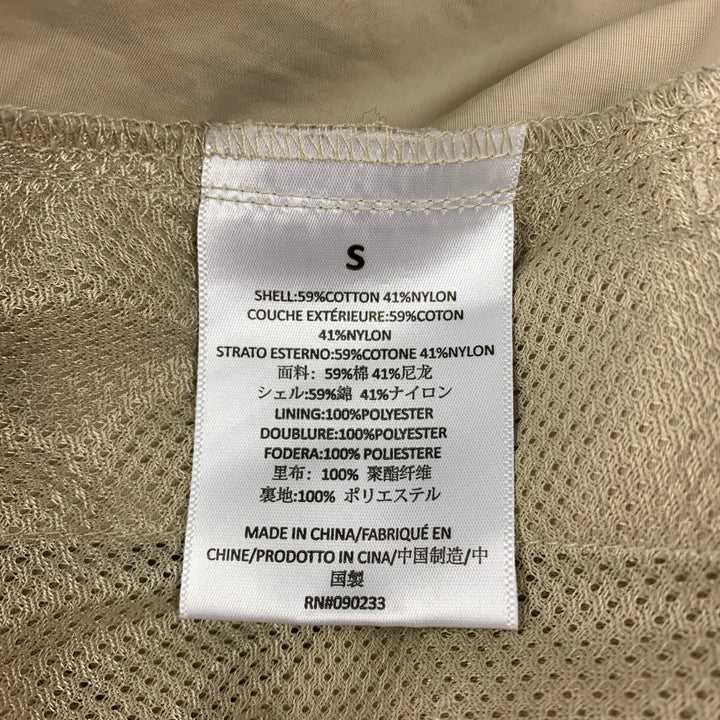 S
SHELL:59%COTTON 41%NYLON
COUCHE EXTÉRIEURE:59%COTON
41%NYLON
STRATO ESTERNO:59%COTONE 41%NYLON
面料：59%棉 41%尼龙
シェル:59%綿 41%ナイロン
LINING:100%POLYESTER
DOUBLURE:100%POLYESTER
FODERA:100% POLIESTERE
里布：100% 聚酯纤维
裏地:100% ポリエステル
MADE IN CHINA/FABRIQUÉ EN
CHINE/PRODOTTO IN CINA/中国制造/中
国製
RN#090233